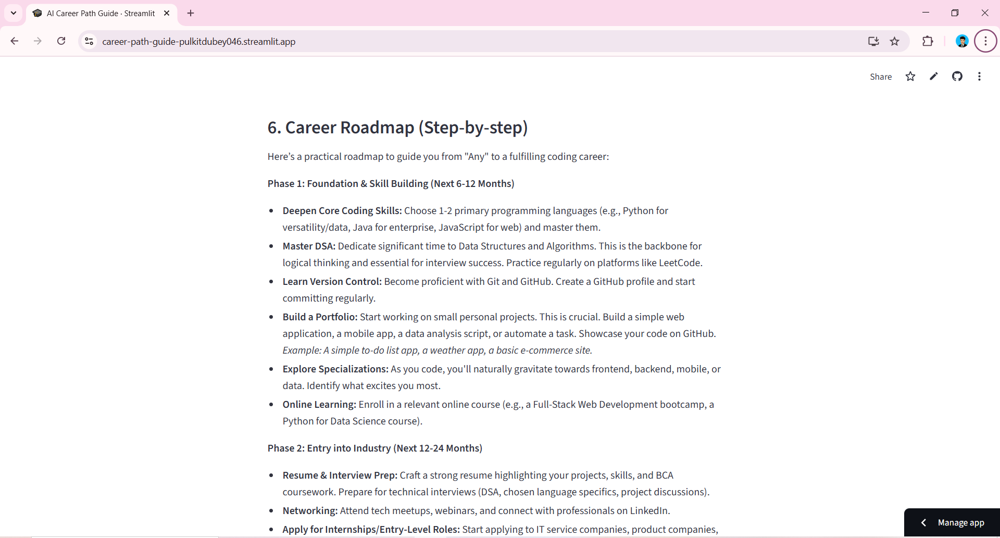 AI Career Path Guide · Streamlit
career-path-guide-pulkitdubey046.streamlit.app
Share
6. Career Roadmap (Step-by-step)
Here’s a practical roadmap to guide you from "Any" to a fulfilling coding career:
Phase 1: Foundation & Skill Building (Next 6-12 Months)
• Deepen Core Coding Skills: Choose 1-2 primary programming languages (e.g., Python for
versatility/data, Java for enterprise, JavaScript for web) and master them.
• Master DSA: Dedicate significant time to Data Structures and Algorithms. This is the backbone for
logical thinking and essential for interview success. Practice regularly on platforms like LeetCode.
• Learn Version Control: Become proficient with Git and GitHub. Create a GitHub profile and start
committing regularly.
• Build a Portfolio: Start working on small personal projects. This is crucial. Build a simple web
application, a mobile app, a data analysis script, or automate a task. Showcase your code on GitHub.
Example: A simple to-do list app, a weather app, a basic e-commerce site.
• Explore Specializations: As you code, you'll naturally gravitate towards frontend, backend, mobile, or
data. Identify what excites you most.
• Online Learning: Enroll in a relevant online course (e.g., a Full-Stack Web Development bootcamp, a
Python for Data Science course).
Phase 2: Entry into Industry (Next 12-24 Months)
• Resume & Interview Prep: Craft a strong resume highlighting your projects, skills, and BCA
coursework. Prepare for technical interviews (DSA, chosen language specifics, project discussions).
• Networking: Attend tech meetups, webinars, and connect with professionals on LinkedIn.
• Apply for Internships/Entry-Level Roles: Start applying to IT service companies, product companies,
Manage app